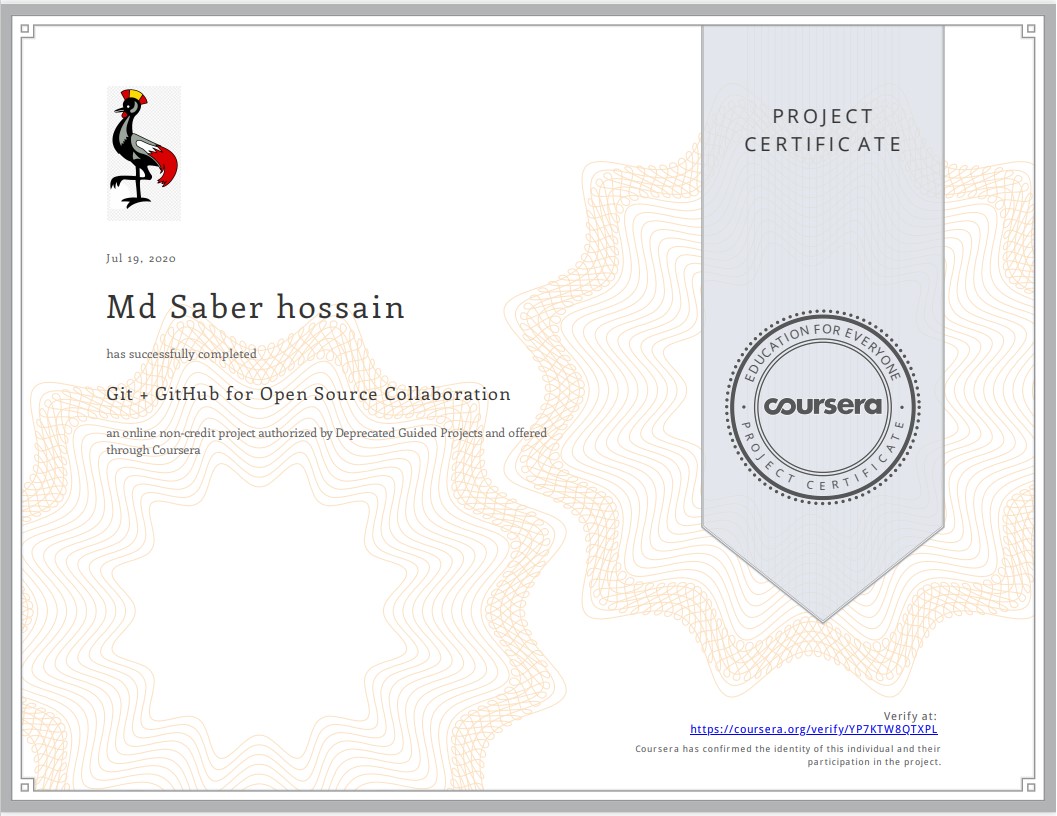 PROJECT
CERTIFICATE
Jul 19, 2020
Md Saber hossain
has successfully completed
Git + GitHub for Open Source Collaboration
an online non-credit project authorized by Deprecated Guided Projects and offered
through Coursera
EDUCATION FOR EVERYONE
coursera
PROJECT CERTIFICATE
Verify at:
https://coursera.org/verify/YP7KTW8QTXPL
Coursera has confirmed the identity of this individual and their
participation in the project.